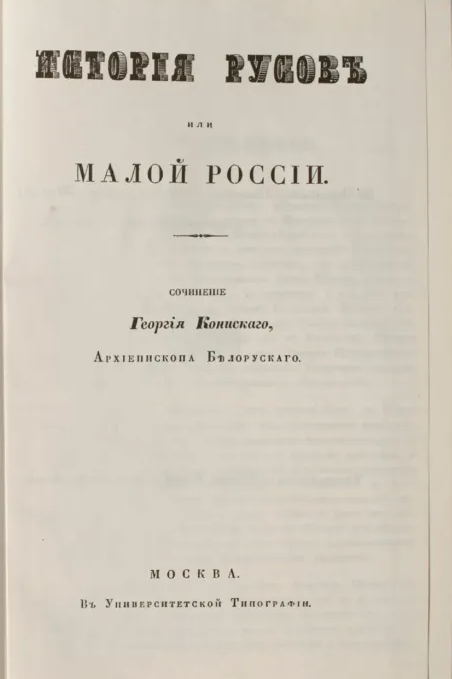 ИСТОРІЯ РУСОВЪ
ИЛИ
МАЛОЙ РОССІИ.
СОЧИНЕНІЕ
Георгія Конискаго,
АРХІЕПИСКОПА БѢЛОРУСКАГО.
МОСКВА.
Въ Университетской Типографіи.